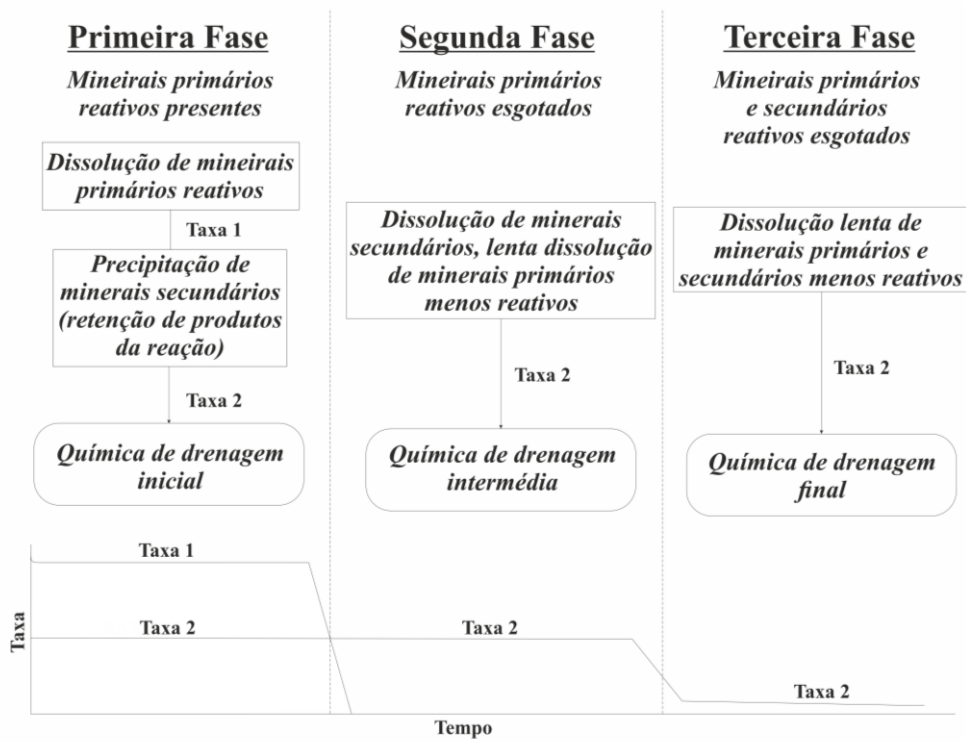 Primeira Fase
Mineirais primários
reativos presentes
Dissolução de mineirais
primários reativos
Taxa 1
Precipitação de
minerais secundários
(retenção de produtos
da reação)
Taxa 2
Química de drenagem
inicial
Segunda Fase
Mineirais primários
reativos esgotados
Dissolução de minerais
secundários, lenta dissolução
de minerais primários
menos reativos
Taxa 2
Química de drenagem
intermédia
Terceira Fase
Mineirais primários
e secundários
reativos esgotados
Dissolução lenta de
minerais primários e
secundários menos reativos
Taxa 2
Química de drenagem
final
Taxa
Taxa 1
Taxa 2
Taxa 2
Taxa 2
Tempo